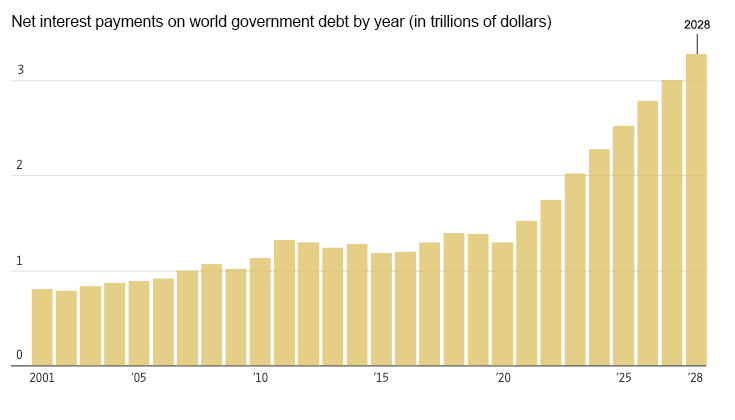 Net interest payments on world government debt by year (in trillions of dollars)
2028
3
2
1
0
2001 '05 '10 '15 '20 '25 '28